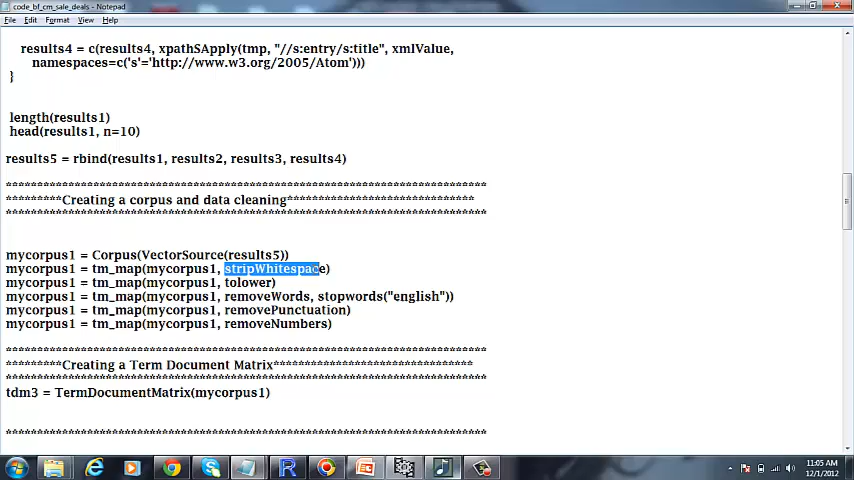 code_bf_cm_sale_deals - Notepad
File Edit Format View Help
results4 = c(results4, xpathSApply(tmp, "//s:entry/s:title", xmlValue,
namespaces=c('s'='http://www.w3.org/2005/Atom')))
}
length(results1)
head(results1, n=10)
results5 = rbind(results1, results2, results3, results4)
******************************************************************************
*********Creating a corpus and data cleaning******************************
******************************************************************************
mycorpus1 = Corpus(VectorSource(results5))
mycorpus1 = tm_map(mycorpus1, stripWhitespace)
mycorpus1 = tm_map(mycorpus1, tolower)
mycorpus1 = tm_map(mycorpus1, removeWords, stopwords("english"))
mycorpus1 = tm_map(mycorpus1, removePunctuation)
mycorpus1 = tm_map(mycorpus1, removeNumbers)
******************************************************************************
*********Creating a Term Document Matrix********************************
******************************************************************************
tdm3 = TermDocumentMatrix(mycorpus1)
******************************************************************************
11:05 AM
12/1/2012